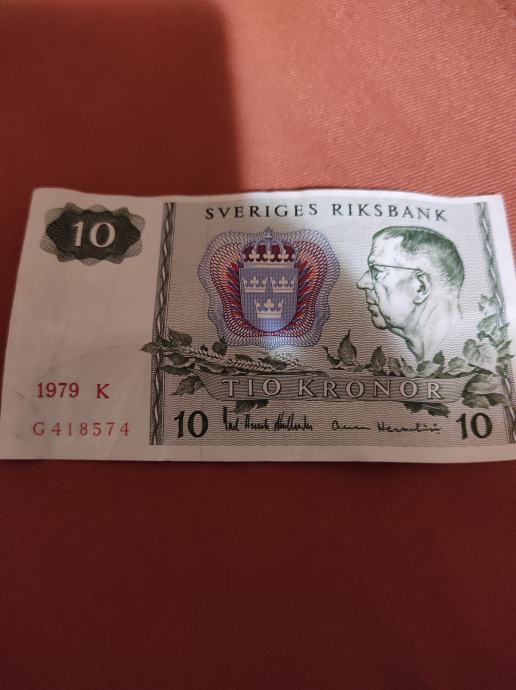 SVERIGES RIKSBANK
10
1979 K
TIO KRONOR
G418574
10
10